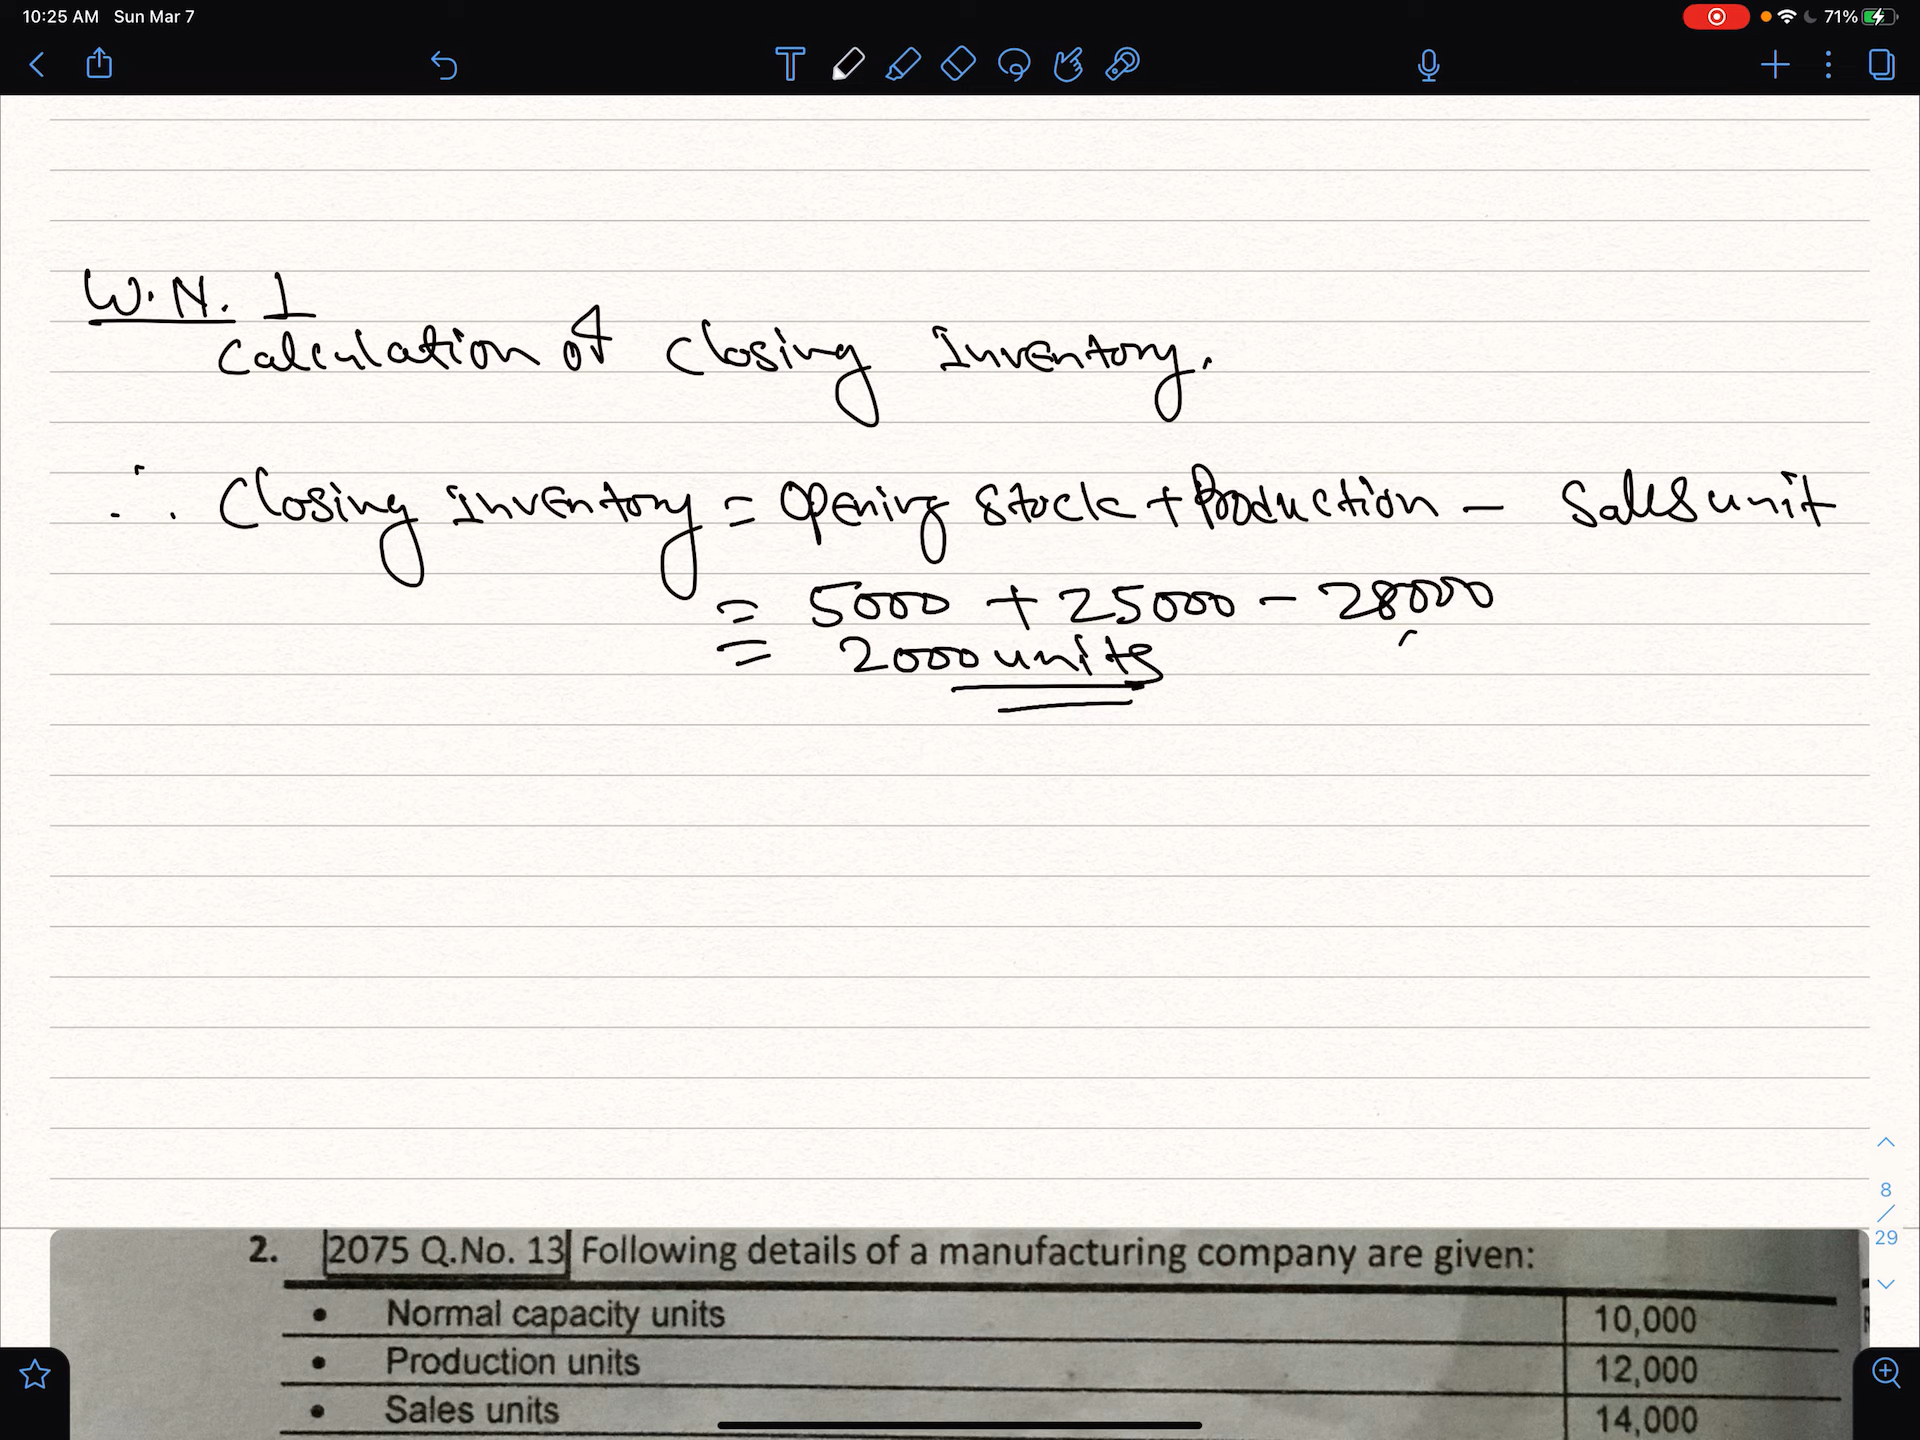 10:25 AM Sun Mar 7
71%
W.N. 1
Calculation of Closing Inventory.
∴ Closing Inventory = Opening Stock + Production - Sales unit
= 5000 + 25000 - 28000
= 2000 units
8
/
29
2. 2075 Q.No. 13 Following details of a manufacturing company are given:
• Normal capacity units 10,000
• Production units 12,000
• Sales units 14,000